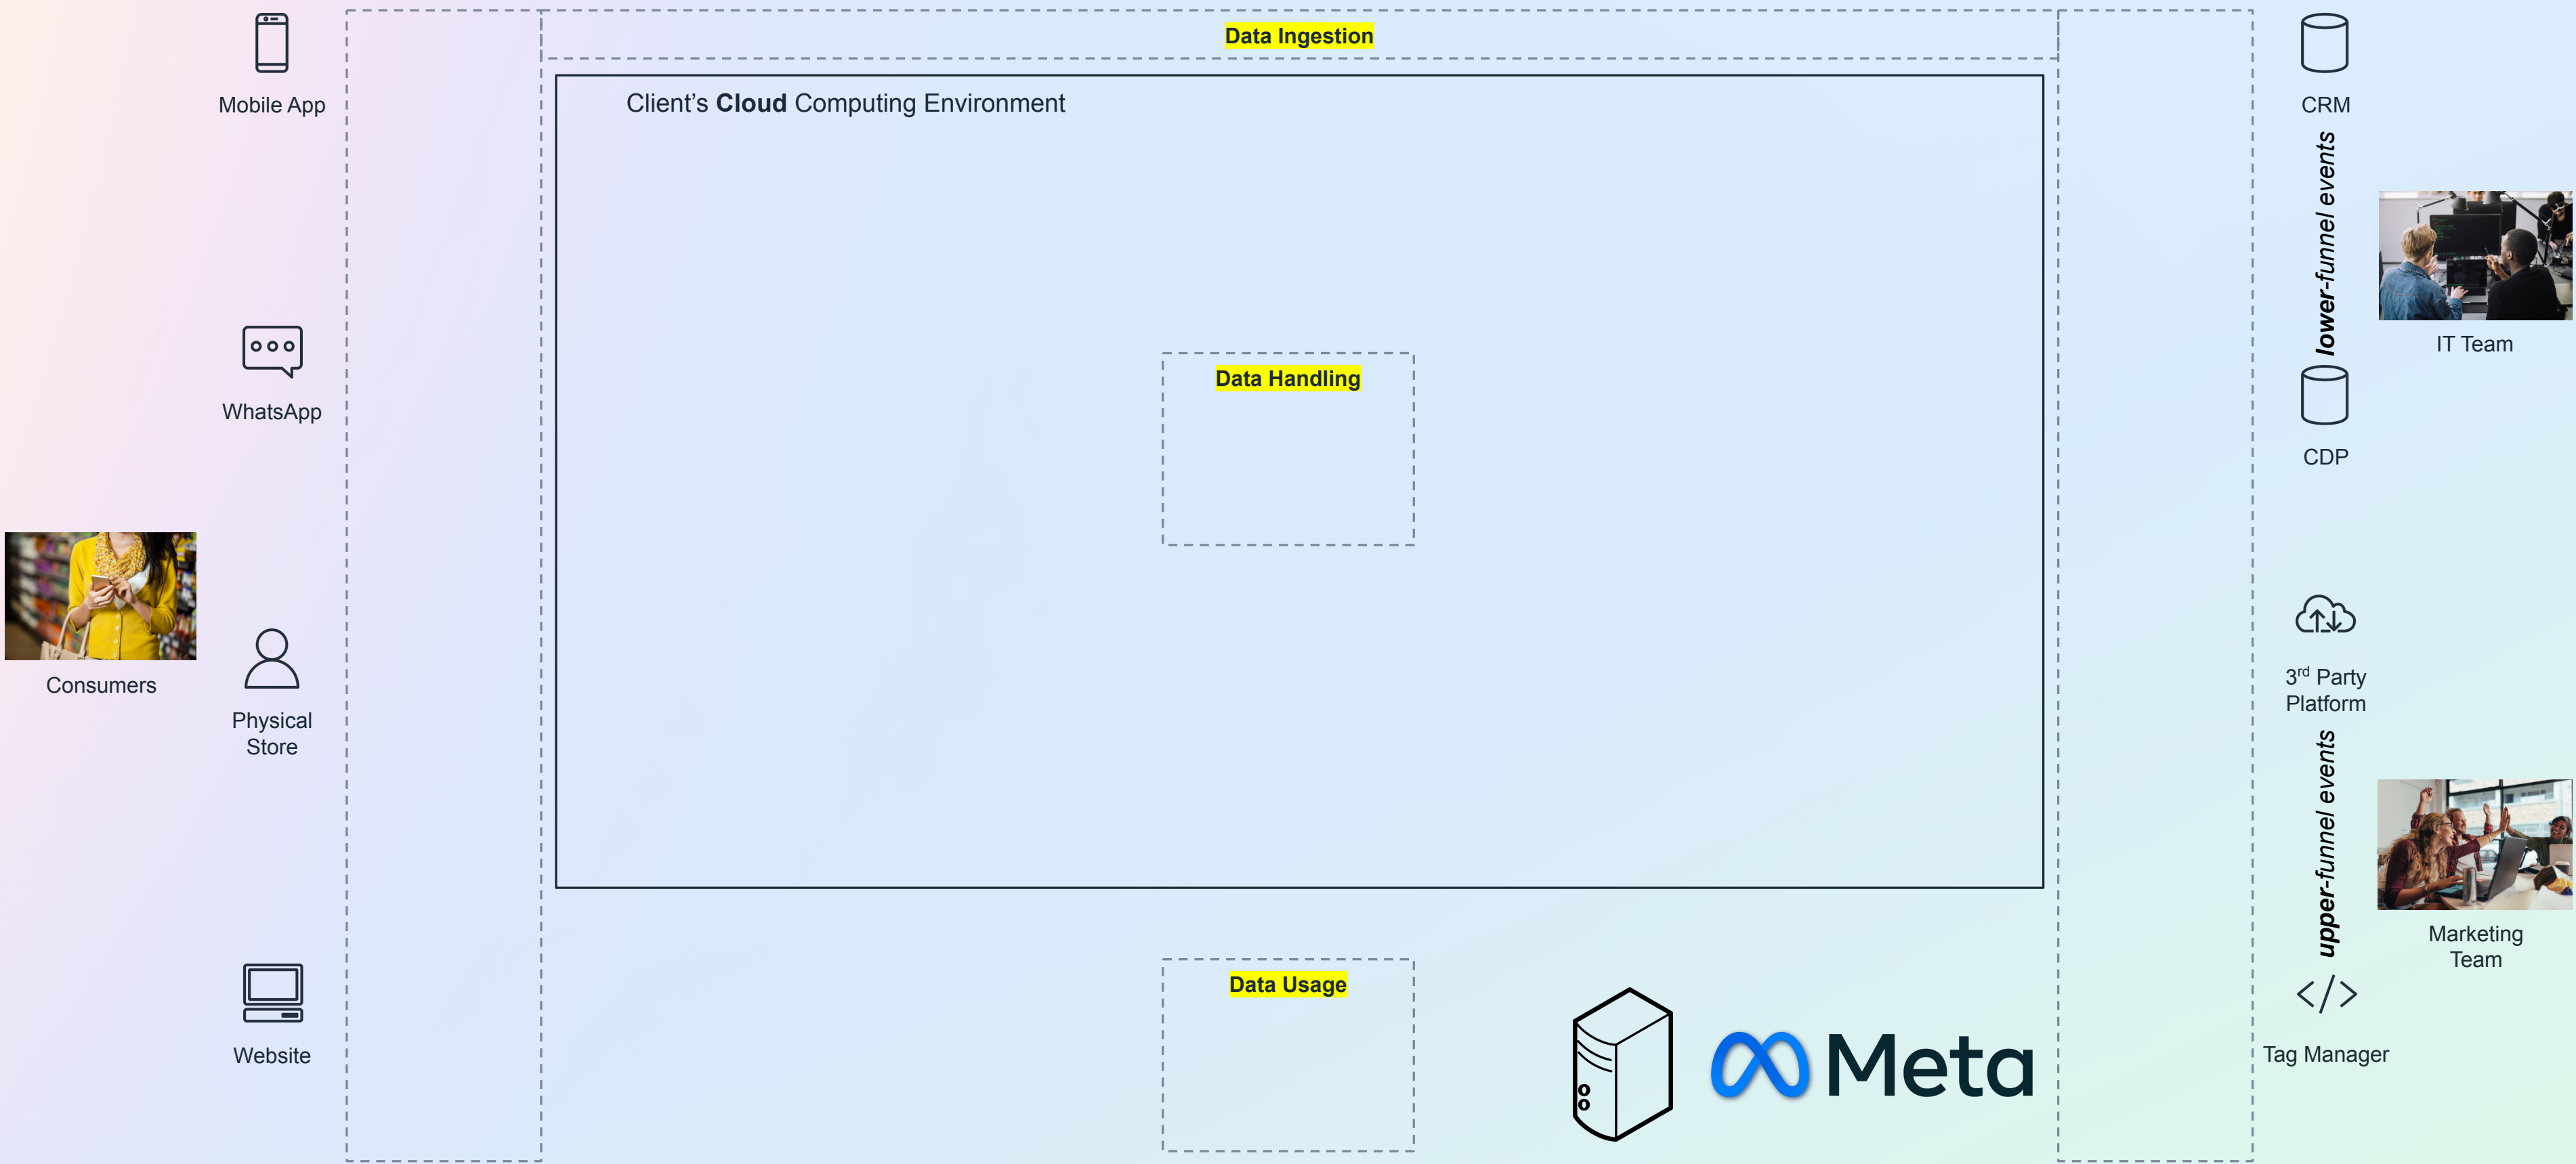 Data Ingestion
Client's Cloud Computing Environment
Mobile App
WhatsApp
Consumers
Physical
Store
Website
Data Handling
Data Usage
Meta
CRM
lower-funnel events
IT Team
CDP
3rd Party
Platform
upper-funnel events
Marketing
Team
Tag Manager